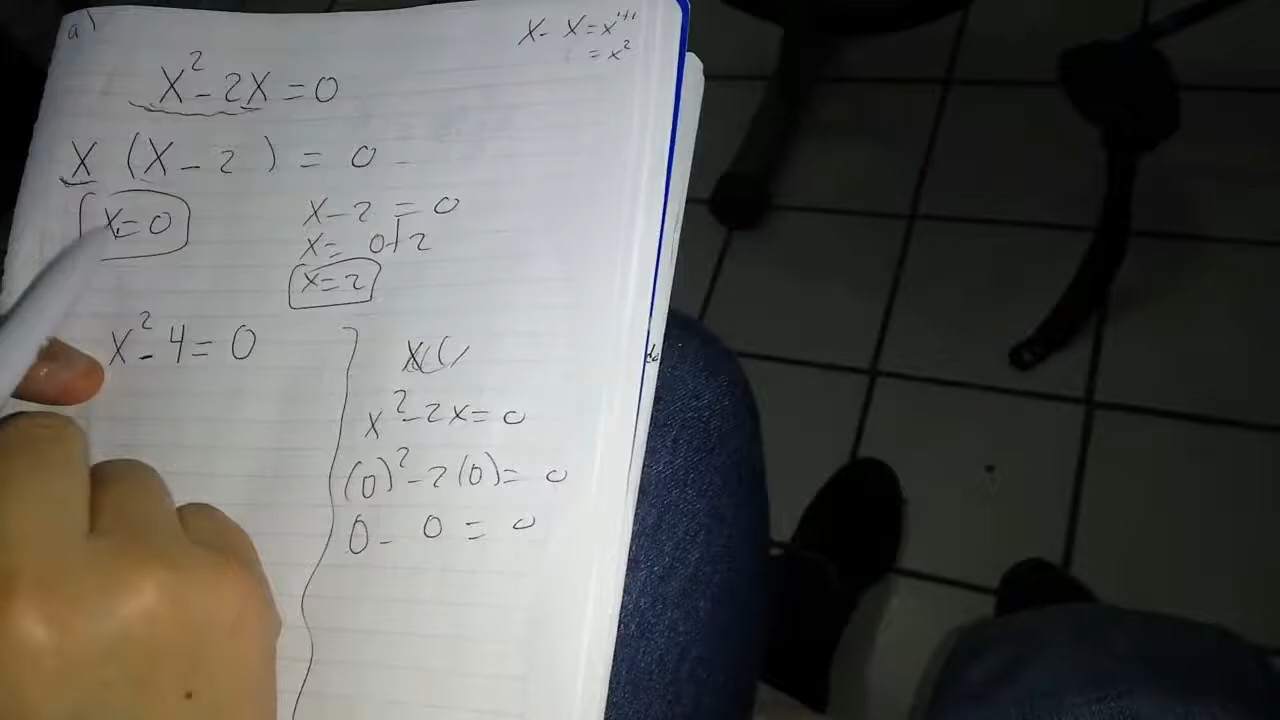 a)
x - x = x¹⁺¹
= x²
x² - 2x = 0
x (x - 2) = 0
x = 0
x - 2 = 0
x = 0 + 2
x = 2
x² - 4 = 0
x² - 2x = 0
(0)² - 2(0) = 0
0 - 0 = 0